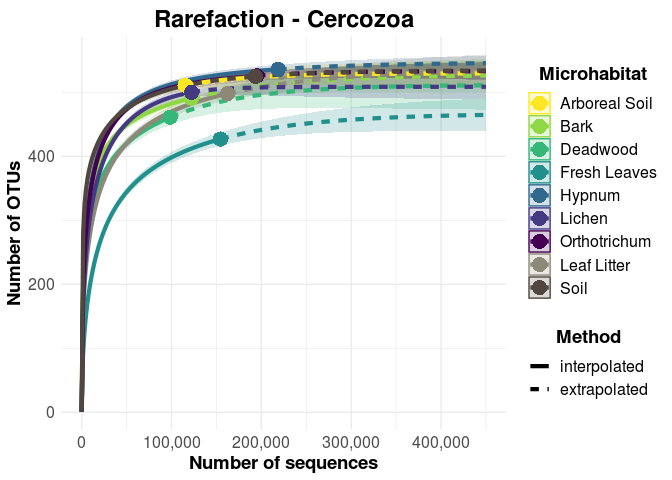 Rarefaction - Cercozoa
Number of OTUs
400
200
0
0
100,000
200,000
300,000
400,000
Number of sequences
Microhabitat
Arboreal Soil
Bark
Deadwood
Fresh Leaves
Hypnum
Lichen
Orthotrichum
Leaf Litter
Soil
Method
interpolated
extrapolated